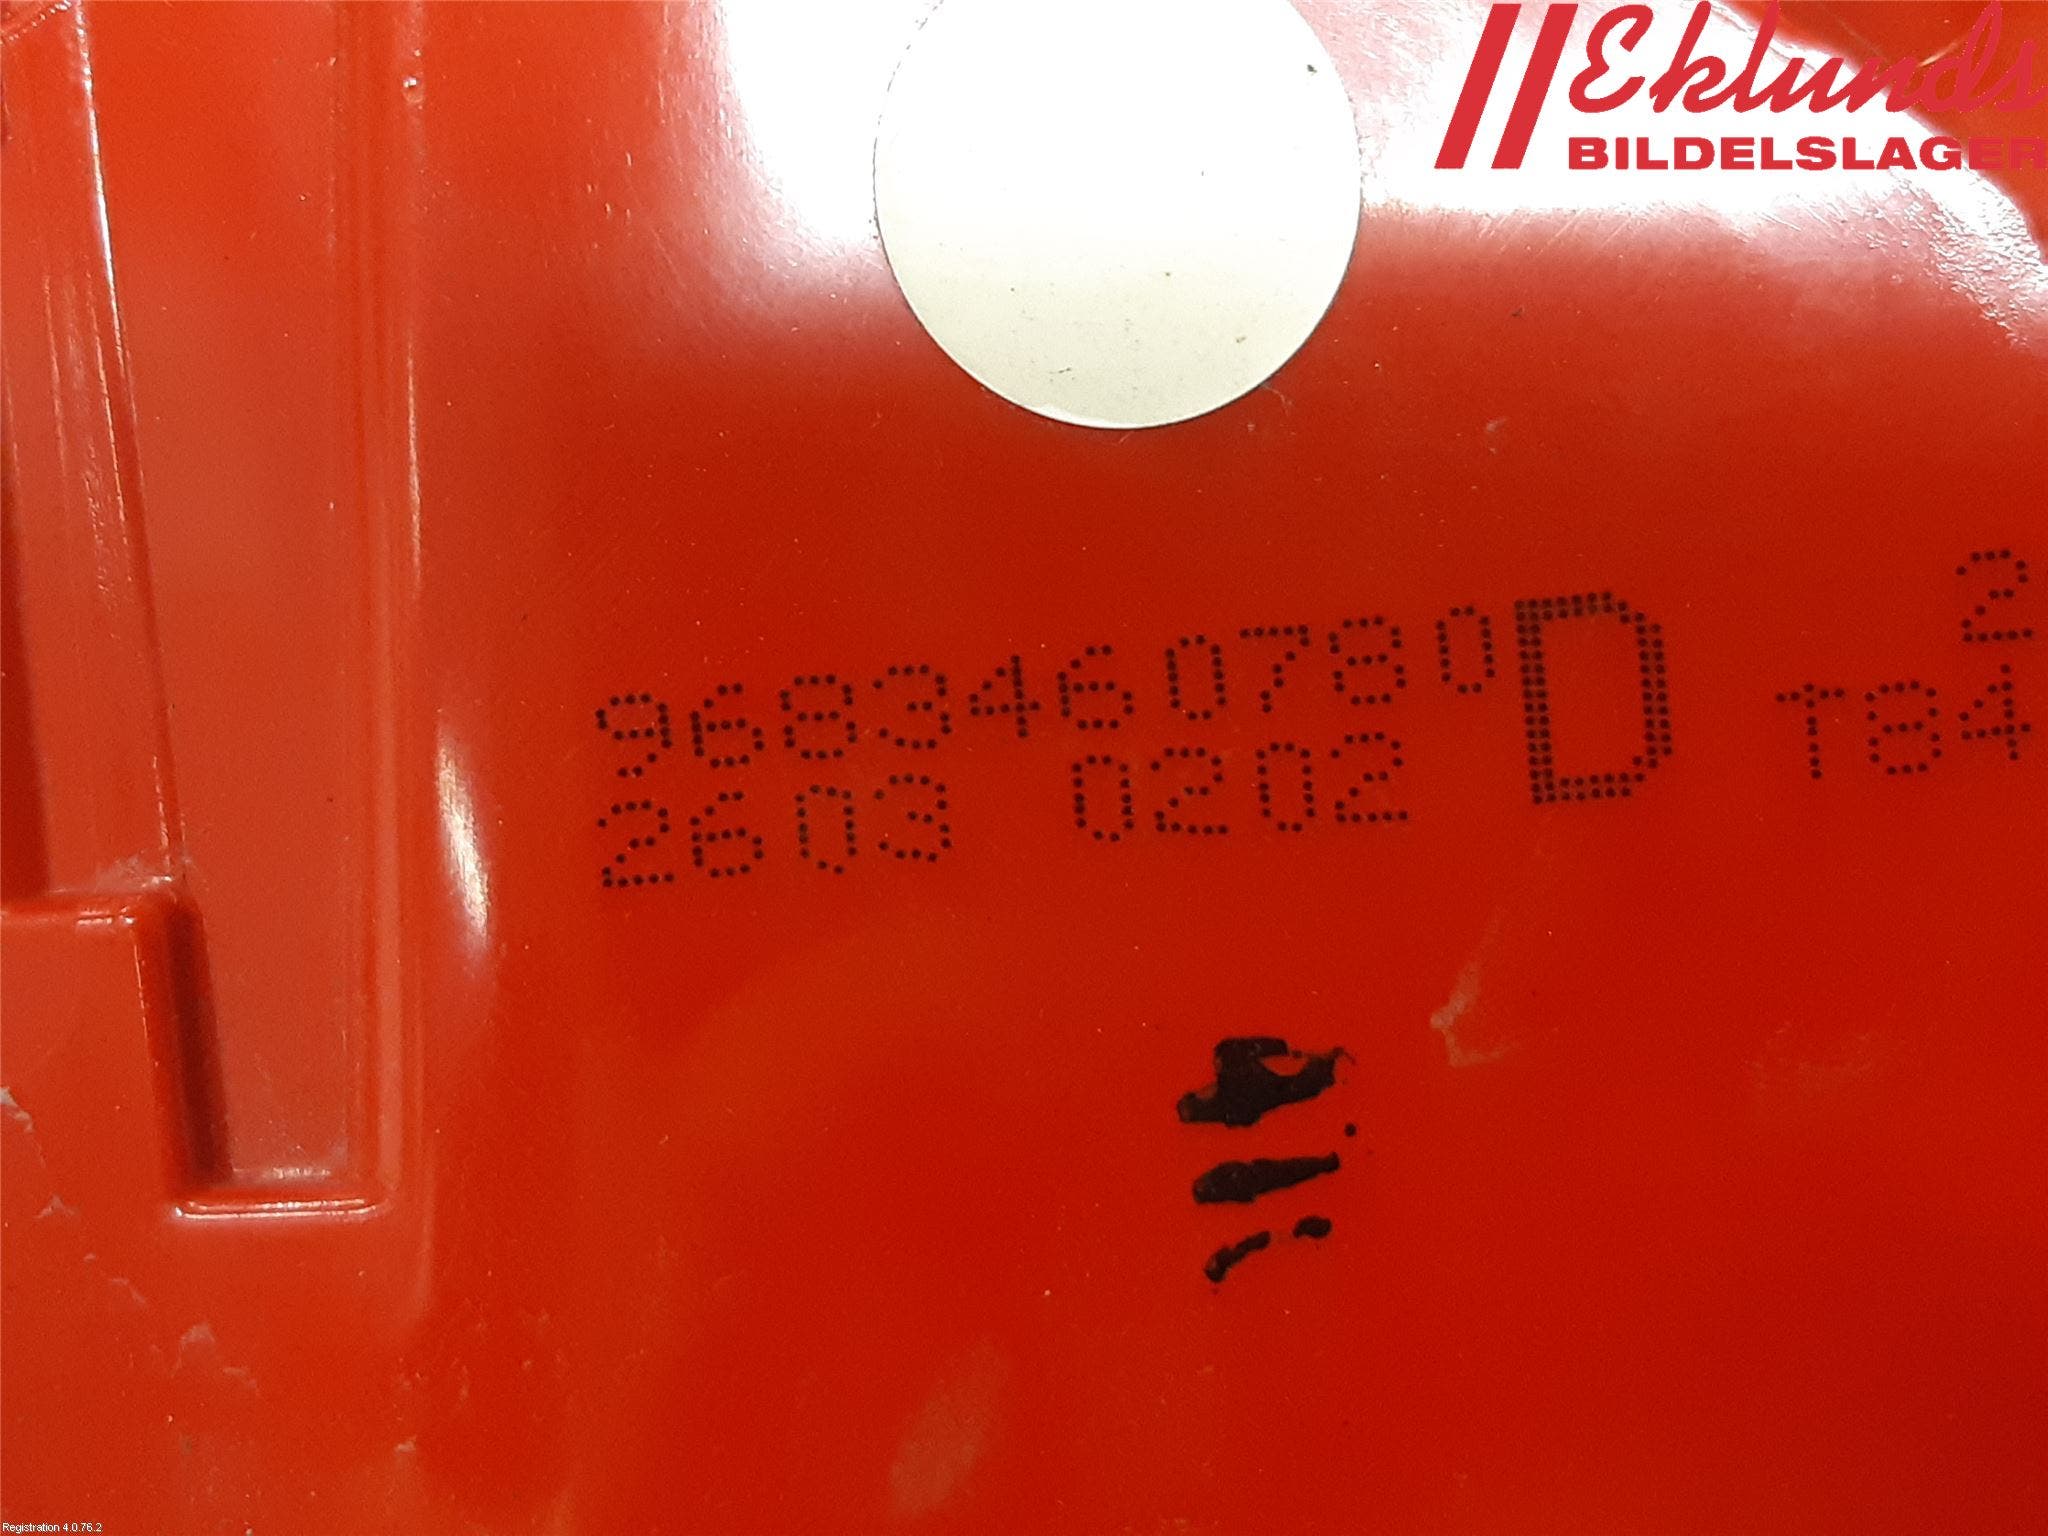 Eklunds
BILDELSLAGER
9683460780 D T84 2
2603 0202
Registration 4.0.76.2